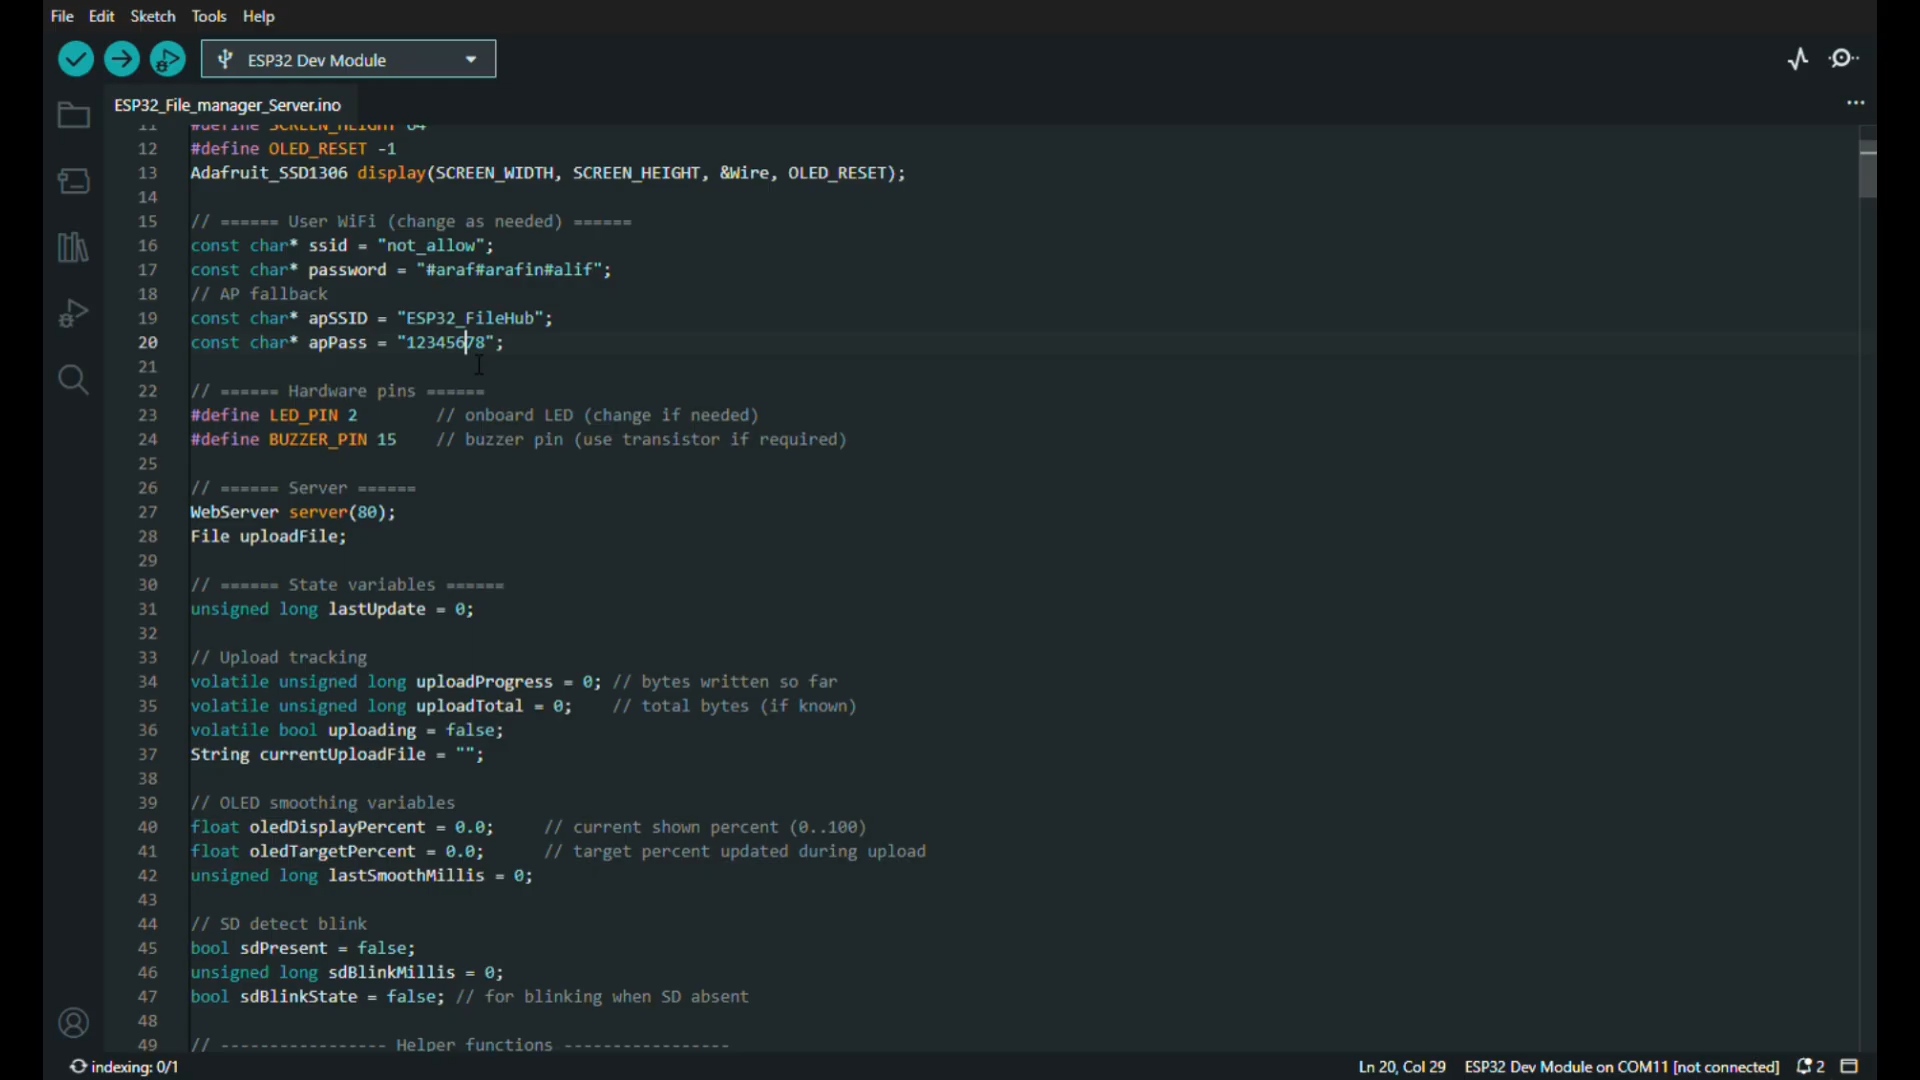 File Edit Sketch Tools Help
ESP32 Dev Module
ESP32_File_manager_Server.ino
11 #define SCREEN_HEIGHT 64
12 #define OLED_RESET -1
13 Adafruit_SSD1306 display(SCREEN_WIDTH, SCREEN_HEIGHT, &Wire, OLED_RESET);
14
15 // ====== User WiFi (change as needed) ======
16 const char* ssid = "not_allow";
17 const char* password = "#araf#arafin#alif";
18 // AP fallback
19 const char* apSSID = "ESP32_FileHub";
20 const char* apPass = "12345678";
21
22 // ====== Hardware pins ======
23 #define LED_PIN 2        // onboard LED (change if needed)
24 #define BUZZER_PIN 15    // buzzer pin (use transistor if required)
25
26 // ====== Server ======
27 WebServer server(80);
28 File uploadFile;
29
30 // ====== State variables ======
31 unsigned long lastUpdate = 0;
32
33 // Upload tracking
34 volatile unsigned long uploadProgress = 0; // bytes written so far
35 volatile unsigned long uploadTotal = 0;    // total bytes (if known)
36 volatile bool uploading = false;
37 String currentUploadFile = "";
38
39 // OLED smoothing variables
40 float oledDisplayPercent = 0.0;     // current shown percent (0..100)
41 float oledTargetPercent = 0.0;      // target percent updated during upload
42 unsigned long lastSmoothMillis = 0;
43
44 // SD detect blink
45 bool sdPresent = false;
46 unsigned long sdBlinkMillis = 0;
47 bool sdBlinkState = false; // for blinking when SD absent
48
49 // ----------------- Helper functions -----------------
indexing: 0/1 Ln 20, Col 29 ESP32 Dev Module on COM11 [not connected] 2